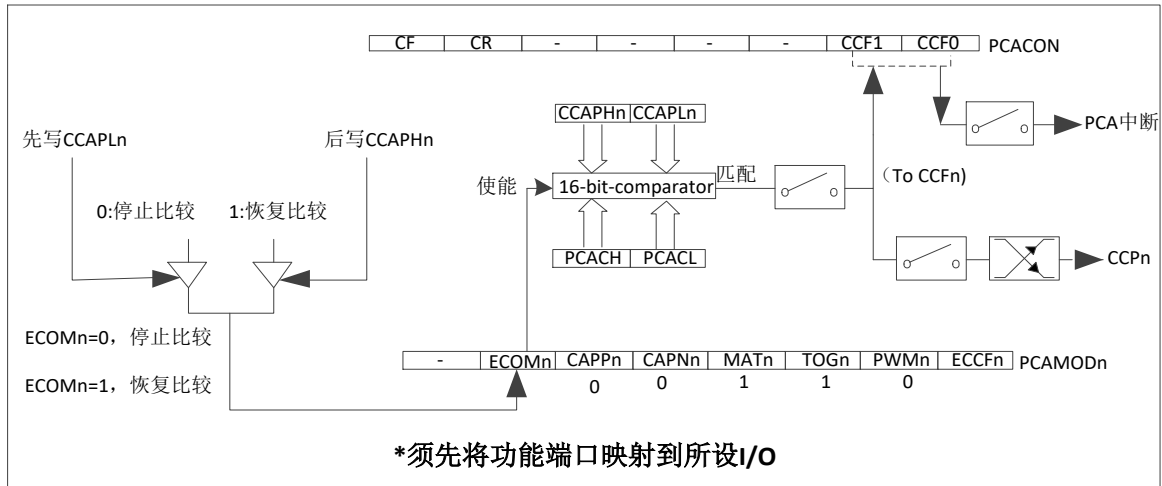 CF CR - - - - CCF1 CCF0 PCACON
CCAPHn CCAPLn
先写CCAPLn 后写CCAPHn
PCA中断
使能 16-bit-comparator 匹配
（To CCFn)
0:停止比较 1:恢复比较
PCACH PCACL
CCPn
ECOMn=0，停止比较
- ECOMn CAPPn CAPNn MATn TOGn PWMn ECCFn PCAMODn
ECOMn=1，恢复比较
0 0 1 1 0
*须先将功能端口映射到所设I/O